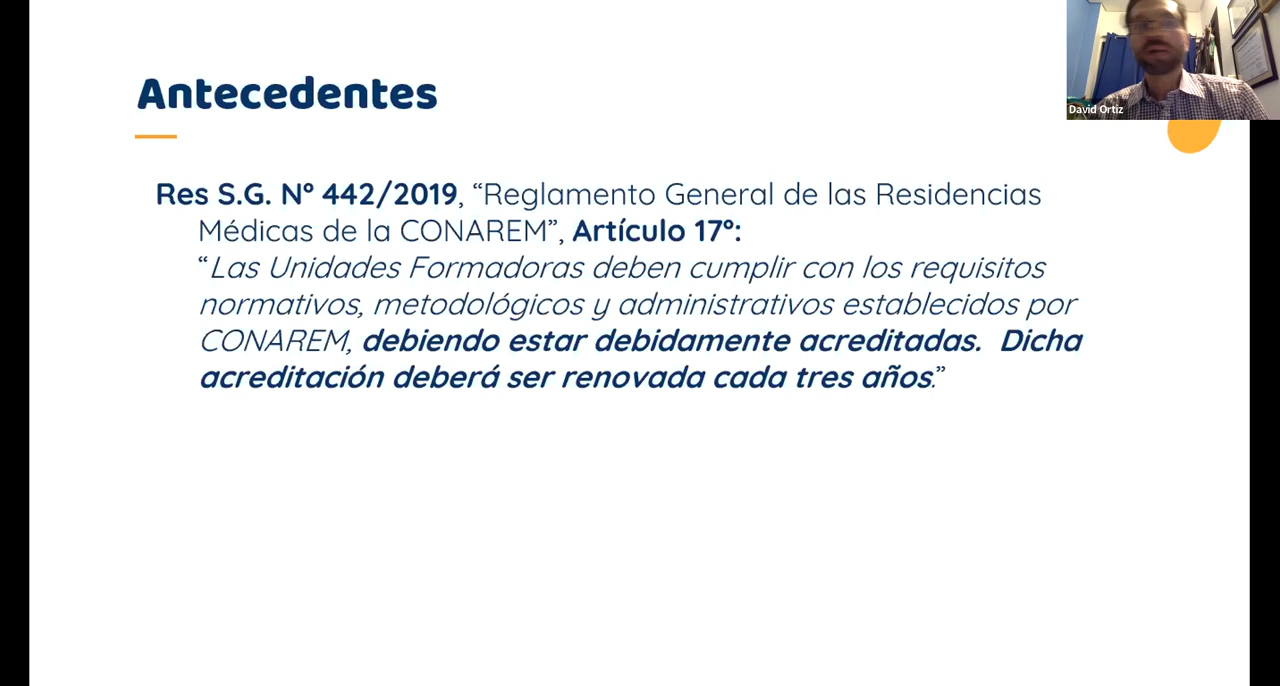 Antecedentes
David Ortiz
Res S.G. Nº 442/2019, “Reglamento General de las Residencias
Médicas de la CONAREM”, Artículo 17º:
“Las Unidades Formadoras deben cumplir con los requisitos
normativos, metodológicos y administrativos establecidos por
CONAREM, debiendo estar debidamente acreditadas.  Dicha
acreditación deberá ser renovada cada tres años.”